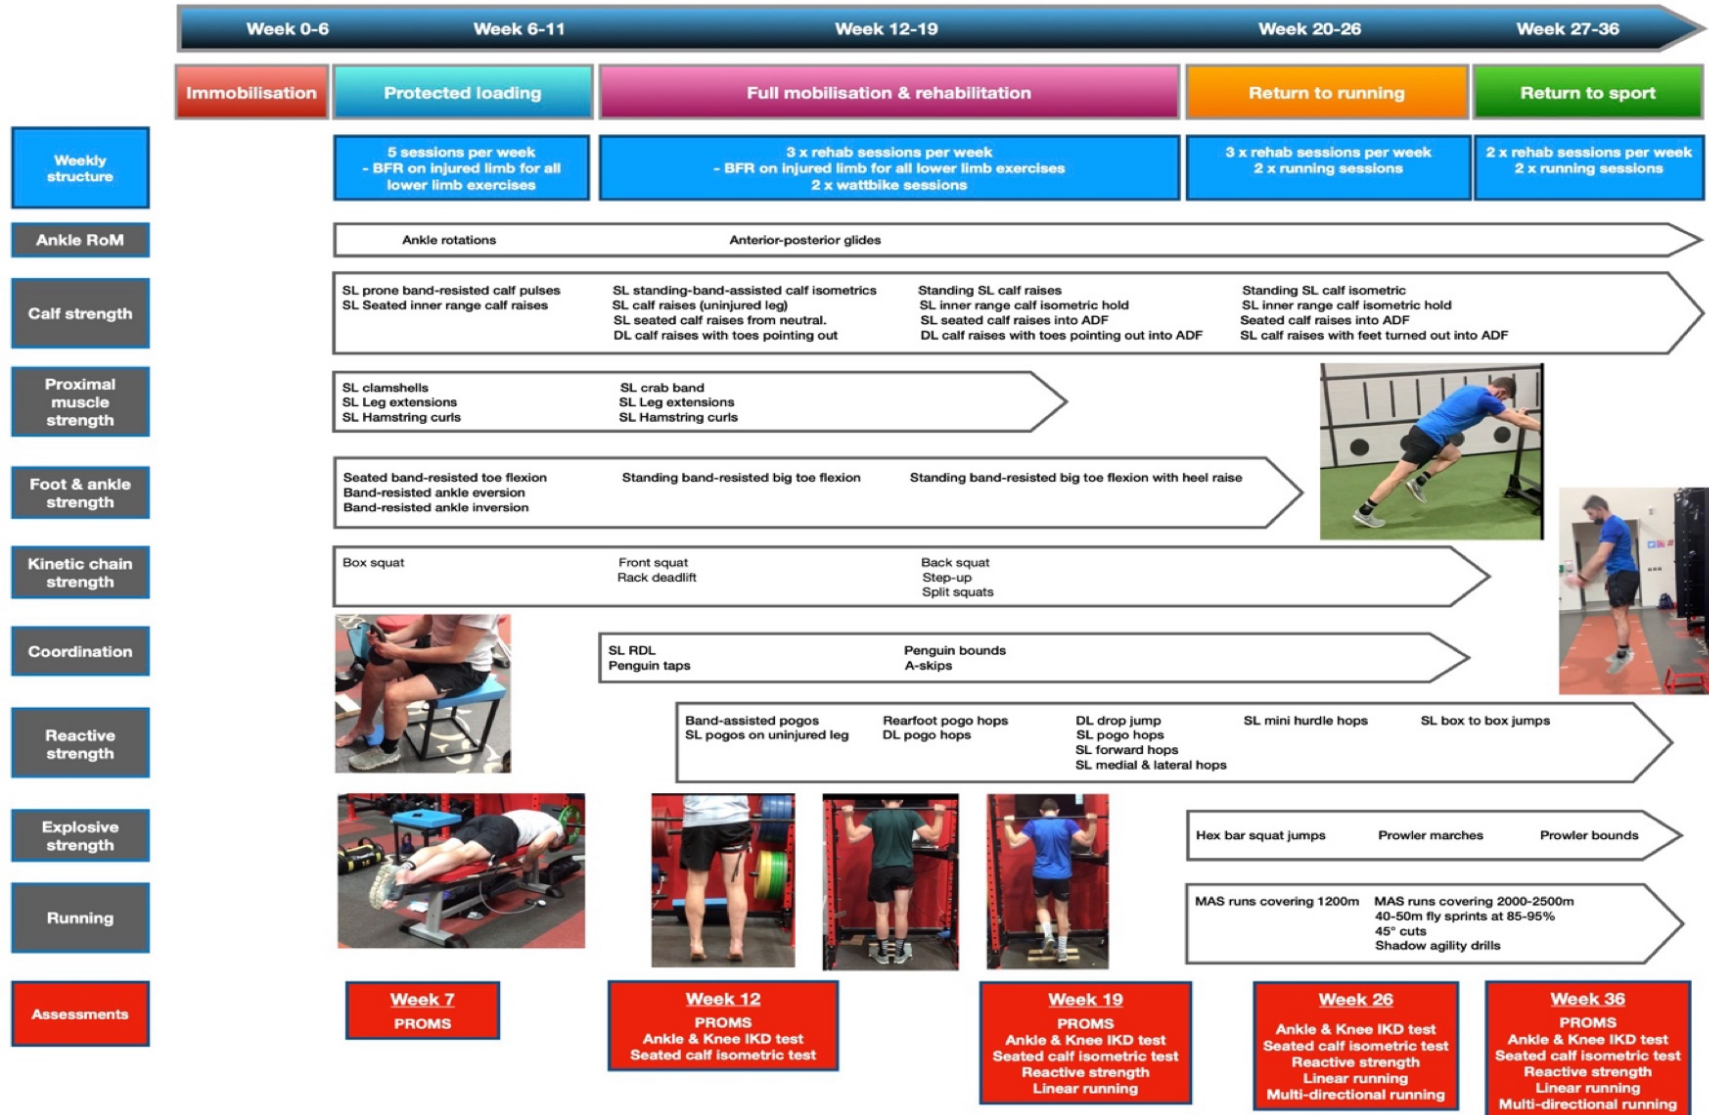 Week 0-6
Week 6-11
Week 12-19
Week 20-26
Week 27-36
Immobilisation
Protected loading
Full mobilisation & rehabilitation
Return to running
Return to sport
Weekly
structure
5 sessions per week
- BFR on injured limb for all
lower limb exercises
3 x rehab sessions per week
- BFR on injured limb for all lower limb exercises
2 x wattbike sessions
3 x rehab sessions per week
2 x running sessions
2 x rehab sessions per week
2 x running sessions
Ankle RoM
Ankle rotations
Anterior-posterior glides
Calf strength
SL prone band-resisted calf pulses
SL Seated inner range calf raises
SL standing-band-assisted calf isometrics
SL calf raises (uninjured leg)
SL seated calf raises from neutral.
DL calf raises with toes pointing out
Standing SL calf raises
SL inner range calf isometric hold
SL seated calf raises into ADF
DL calf raises with toes pointing out into ADF
Standing SL calf isometric
SL inner range calf isometric hold
Seated calf raises into ADF
SL calf raises with feet turned out into ADF
Proximal
muscle
strength
SL clamshells
SL Leg extensions
SL Hamstring curls
SL crab band
SL Leg extensions
SL Hamstring curls
Foot & ankle
strength
Seated band-resisted toe flexion
Band-resisted ankle eversion
Band-resisted ankle inversion
Standing band-resisted big toe flexion
Standing band-resisted big toe flexion with heel raise
Kinetic chain
strength
Box squat
Front squat
Rack deadlift
Back squat
Step-up
Split squats
Coordination
SL RDL
Penguin taps
Penguin bounds
A-skips
Reactive
strength
Band-assisted pogos
SL pogos on uninjured leg
Rearfoot pogo hops
DL pogo hops
DL drop jump
SL pogo hops
SL forward hops
SL medial & lateral hops
SL mini hurdle hops
SL box to box jumps
Explosive
strength
Hex bar squat jumps
Prowler marches
Prowler bounds
Running
MAS runs covering 1200m
MAS runs covering 2000-2500m
40-50m fly sprints at 85-95%
45° cuts
Shadow agility drills
Assessments
Week 7
PROMS
Week 12
PROMS
Ankle & Knee IKD test
Seated calf isometric test
Week 19
PROMS
Ankle & Knee IKD test
Seated calf isometric test
Reactive strength
Linear running
Week 26
Ankle & Knee IKD test
Seated calf isometric test
Reactive strength
Linear running
Multi-directional running
Week 36
PROMS
Ankle & Knee IKD test
Seated calf isometric test
Reactive strength
Linear running
Multi-directional running